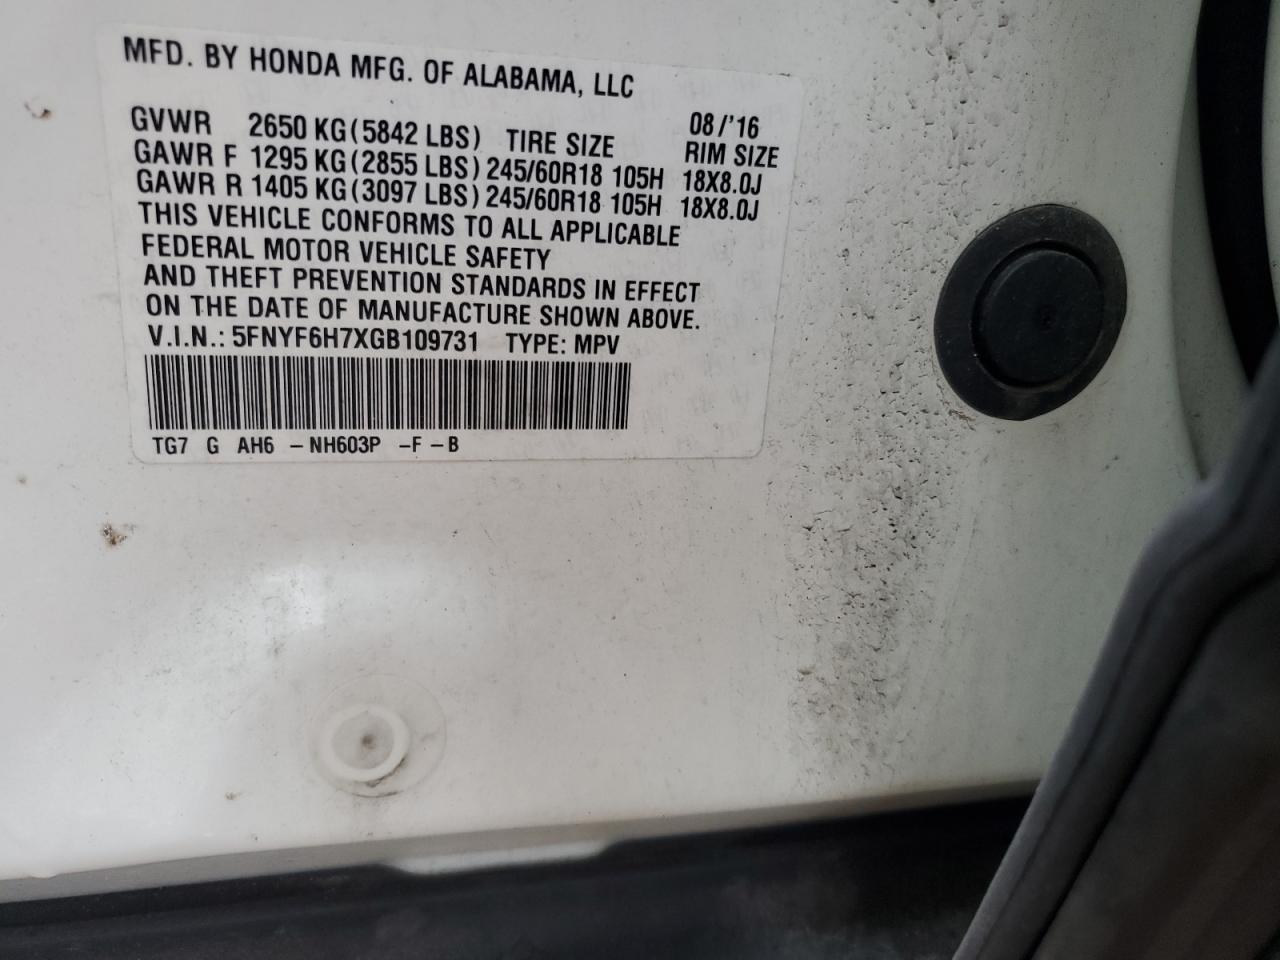 MFD. BY HONDA MFG. OF ALABAMA, LLC
08/'16
GVWR 2650 KG(5842 LBS) TIRE SIZE RIM SIZE
GAWR F 1295 KG(2855 LBS) 245/60R18 105H 18X8.0J
GAWR R 1405 KG(3097 LBS) 245/60R18 105H 18X8.0J
THIS VEHICLE CONFORMS TO ALL APPLICABLE
FEDERAL MOTOR VEHICLE SAFETY
AND THEFT PREVENTION STANDARDS IN EFFECT
ON THE DATE OF MANUFACTURE SHOWN ABOVE.
V.I.N.: 5FNYF6H7XGB109731 TYPE: MPV
TG7 G AH6 – NH603P –F – B